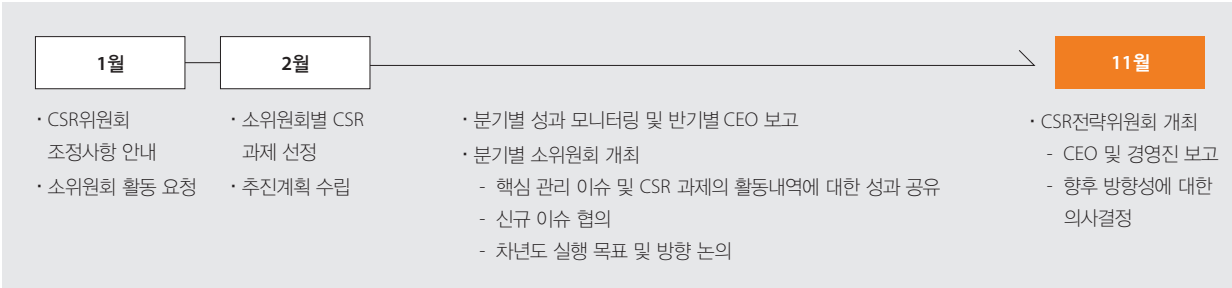 1월
2월
11월
· CSR위원회
조정사항 안내
· 소위원회 활동 요청
· 소위원회별 CSR
과제 선정
· 추진계획 수립
· 분기별 성과 모니터링 및 반기별 CEO 보고
· 분기별 소위원회 개최
- 핵심 관리 이슈 및 CSR 과제의 활동내역에 대한 성과 공유
- 신규 이슈 협의
- 차년도 실행 목표 및 방향 논의
· CSR전략위원회 개최
- CEO 및 경영진 보고
- 향후 방향성에 대한
의사결정